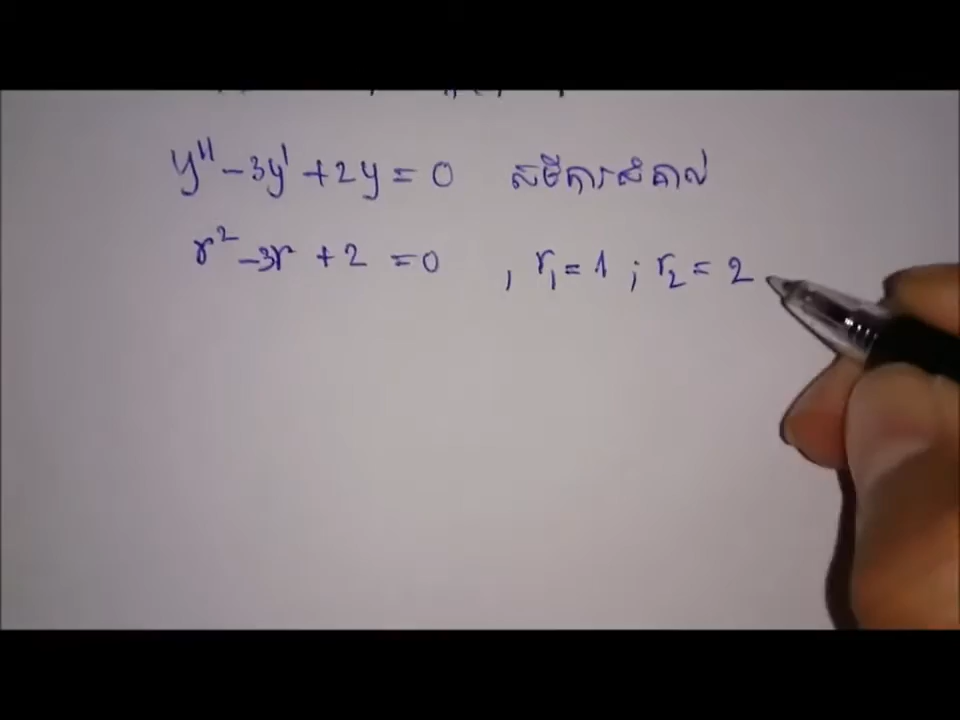 y'' - 3y' + 2y = 0 សមីការសំគាល់
r² - 3r + 2 = 0 , r₁ = 1 ; r₂ = 2